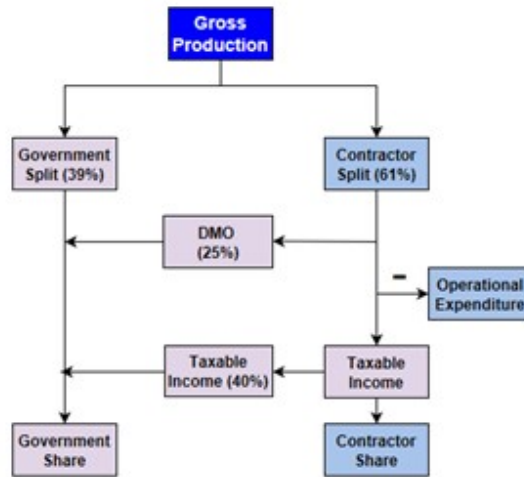 Gross
Production
Government
Split (39%)
Contractor
Split (61%)
DMO
(25%)
–
Operational
Expenditure
Taxable
Income (40%)
Taxable
Income
Government
Share
Contractor
Share